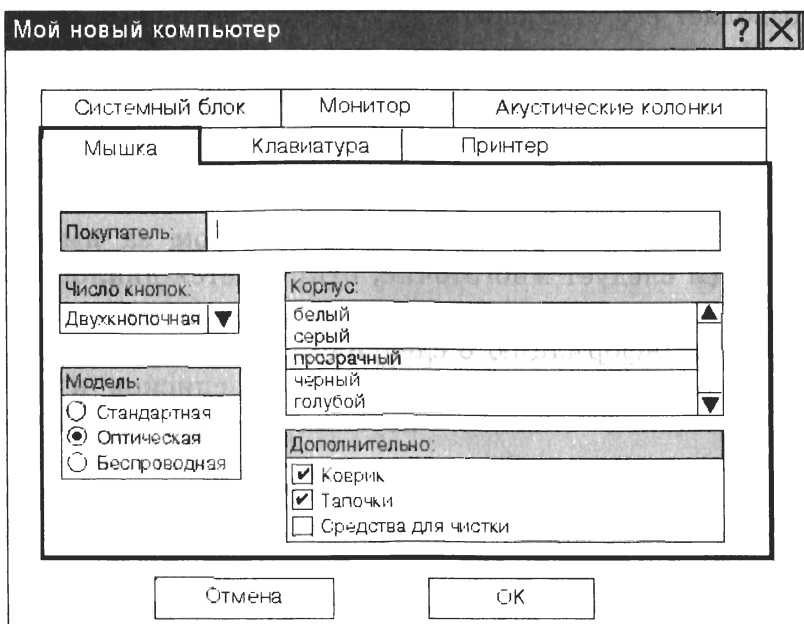 Мой новый компьютер ?
Системный блок Монитор Акустические колонки
Мышка Клавиатура Принтер
Покупатель:
Число кнопок:
Двухкнопочная
Корпус:
белый
серый
прозрачный
черный
голубой
Модель:
Стандартная
Оптическая
Беспроводная
Дополнительно:
Коврик
Тапочки
Средства для чистки
Отмена OK